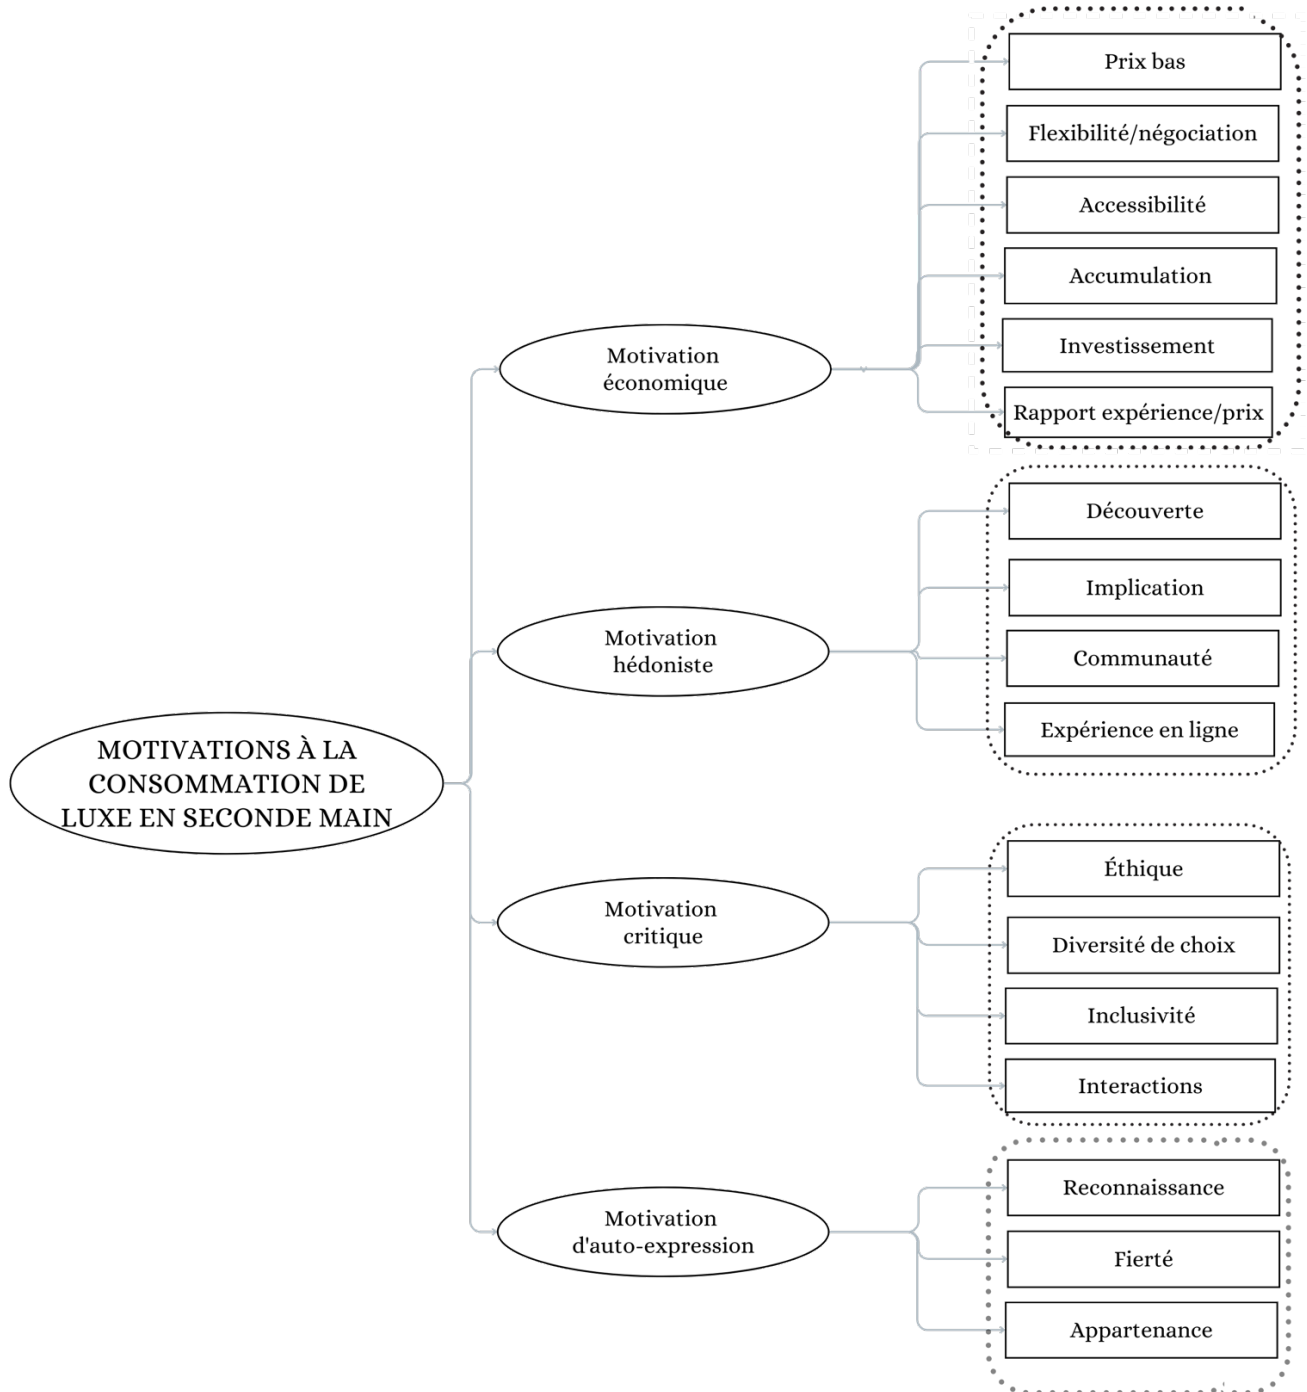 MOTIVATIONS À LA
CONSOMMATION DE
LUXE EN SECONDE MAIN
Motivation
économique
Prix bas
Flexibilité/négociation
Accessibilité
Accumulation
Investissement
Rapport expérience/prix
Motivation
hédoniste
Découverte
Implication
Communauté
Expérience en ligne
Motivation
critique
Éthique
Diversité de choix
Inclusivité
Interactions
Motivation
d'auto-expression
Reconnaissance
Fierté
Appartenance